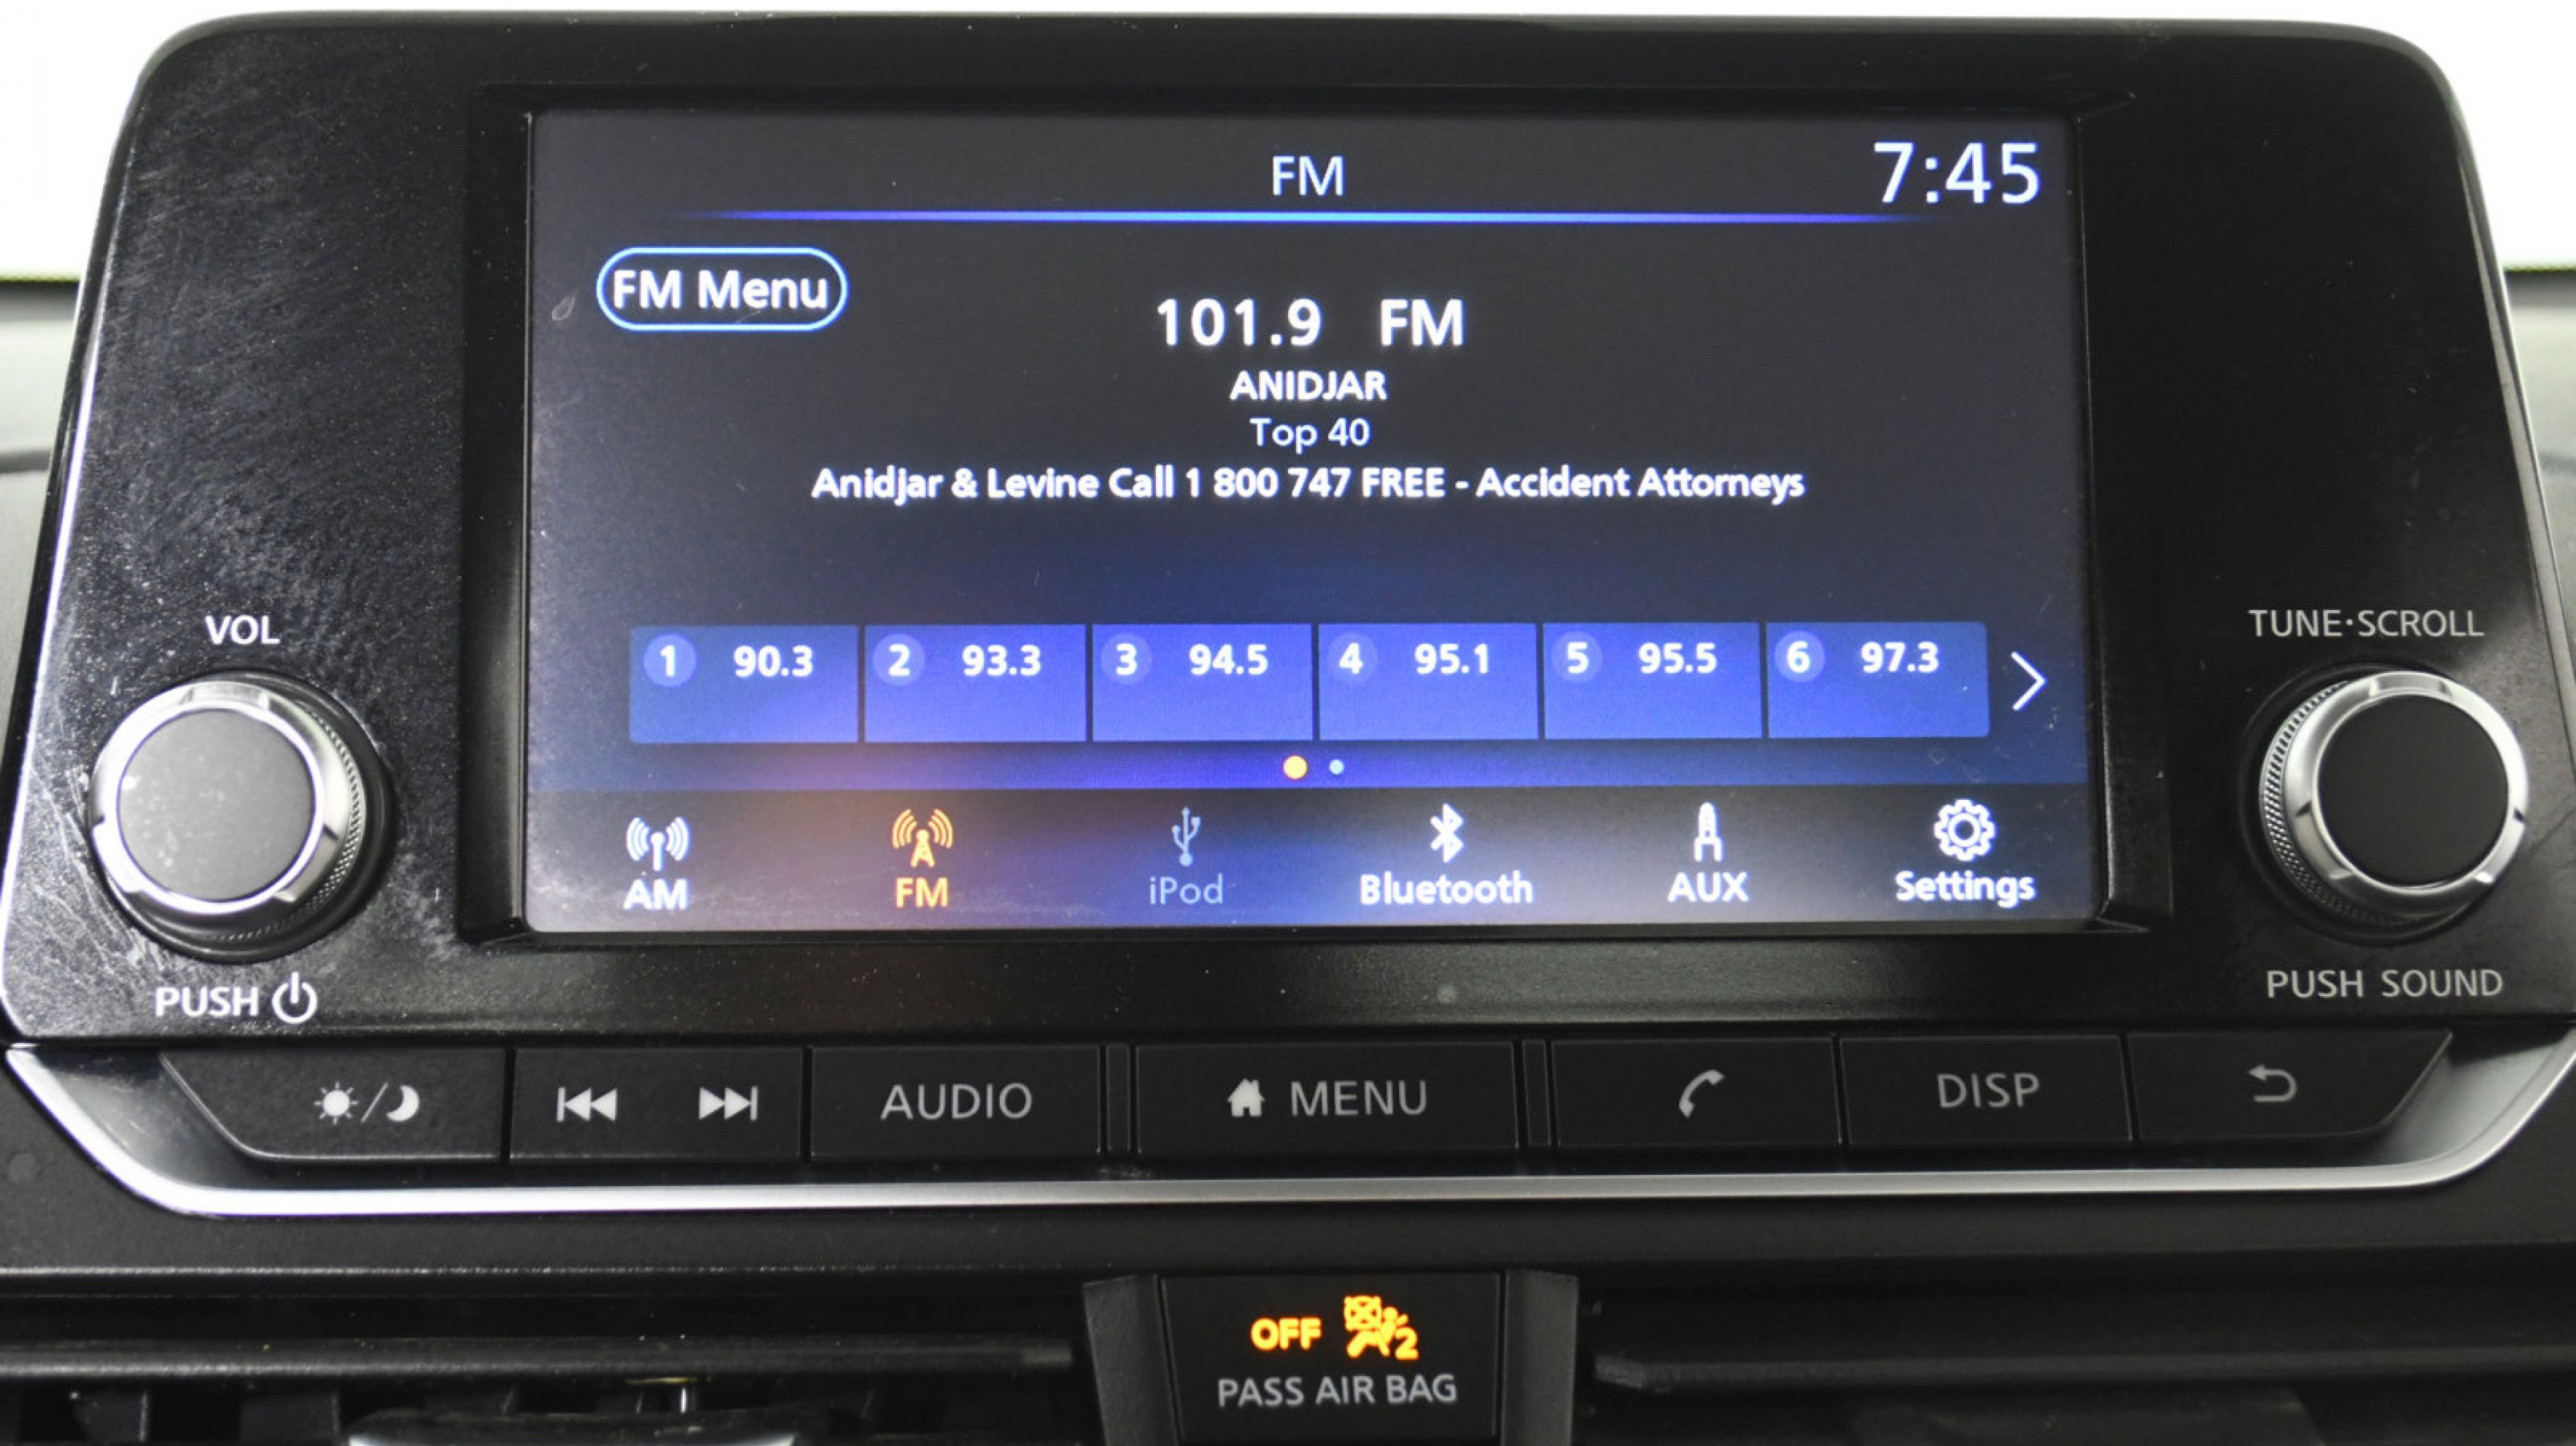 FM
7:45
FM Menu
101.9 FM
ANIDJAR
Top 40
Anidjar & Levine Call 1 800 747 FREE - Accident Attorneys
VOL
TUNE·SCROLL
1 90.3 2 93.3 3 94.5 4 95.1 5 95.5 6 97.3
AM FM iPod Bluetooth AUX Settings
PUSH
PUSH SOUND
AUDIO MENU DISP
OFF 2
PASS AIR BAG